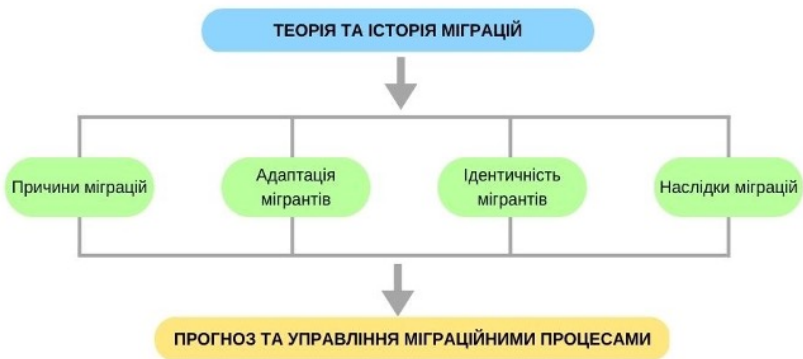 ТЕОРІЯ ТА ІСТОРІЯ МІГРАЦІЙ
Причини міграцій
Адаптація
мігрантів
Ідентичність
мігрантів
Наслідки міграцій
ПРОГНОЗ ТА УПРАВЛІННЯ МІГРАЦІЙНИМИ ПРОЦЕСАМИ